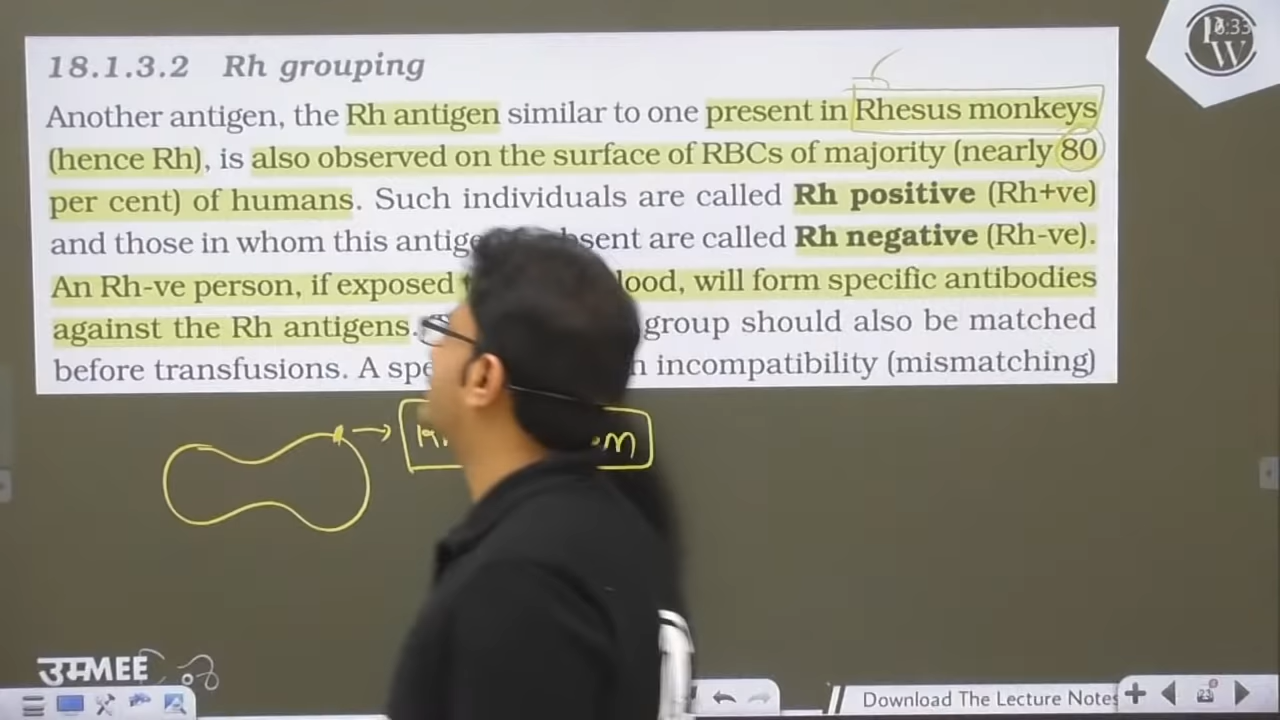 18.1.3.2 Rh grouping
Another antigen, the Rh antigen similar to one present in Rhesus monkeys
(hence Rh), is also observed on the surface of RBCs of majority (nearly 80
per cent) of humans. Such individuals are called Rh positive (Rh+ve)
and those in whom this absent are called Rh negative (Rh-ve).
An Rh-ve person, if exposed will form specific antibodies
against the Rh antigens. group should also be matched
before transfusions. A incompatibility (mismatching)
उम्MEE
Download The Lecture Notes
23
PW